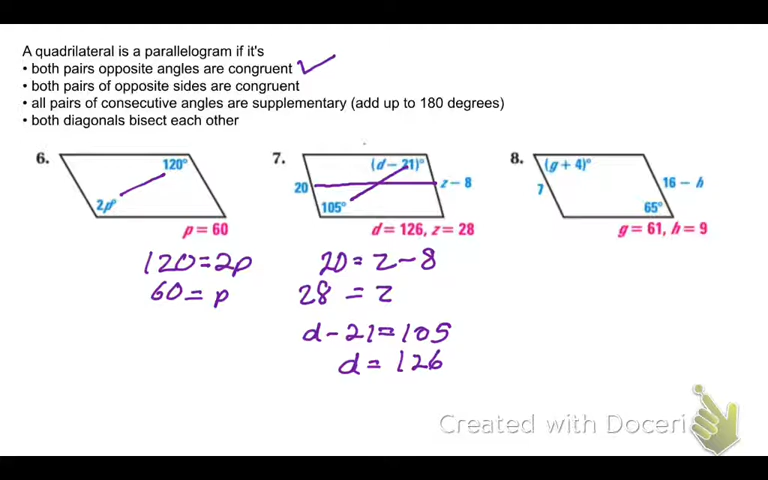 A quadrilateral is a parallelogram if it's
• both pairs opposite angles are congruent
• both pairs of opposite sides are congruent
• all pairs of consecutive angles are supplementary (add up to 180 degrees)
• both diagonals bisect each other
6.
120°
2p°
p = 60
120 = 2p
60 = p
7.
(d – 21)°
20
z – 8
105°
d = 126, z = 28
20 = z – 8
28 = z
d – 21 = 105
d = 126
8.
(g + 4)°
7
16 – h
65°
g = 61, h = 9
Created with Doceri